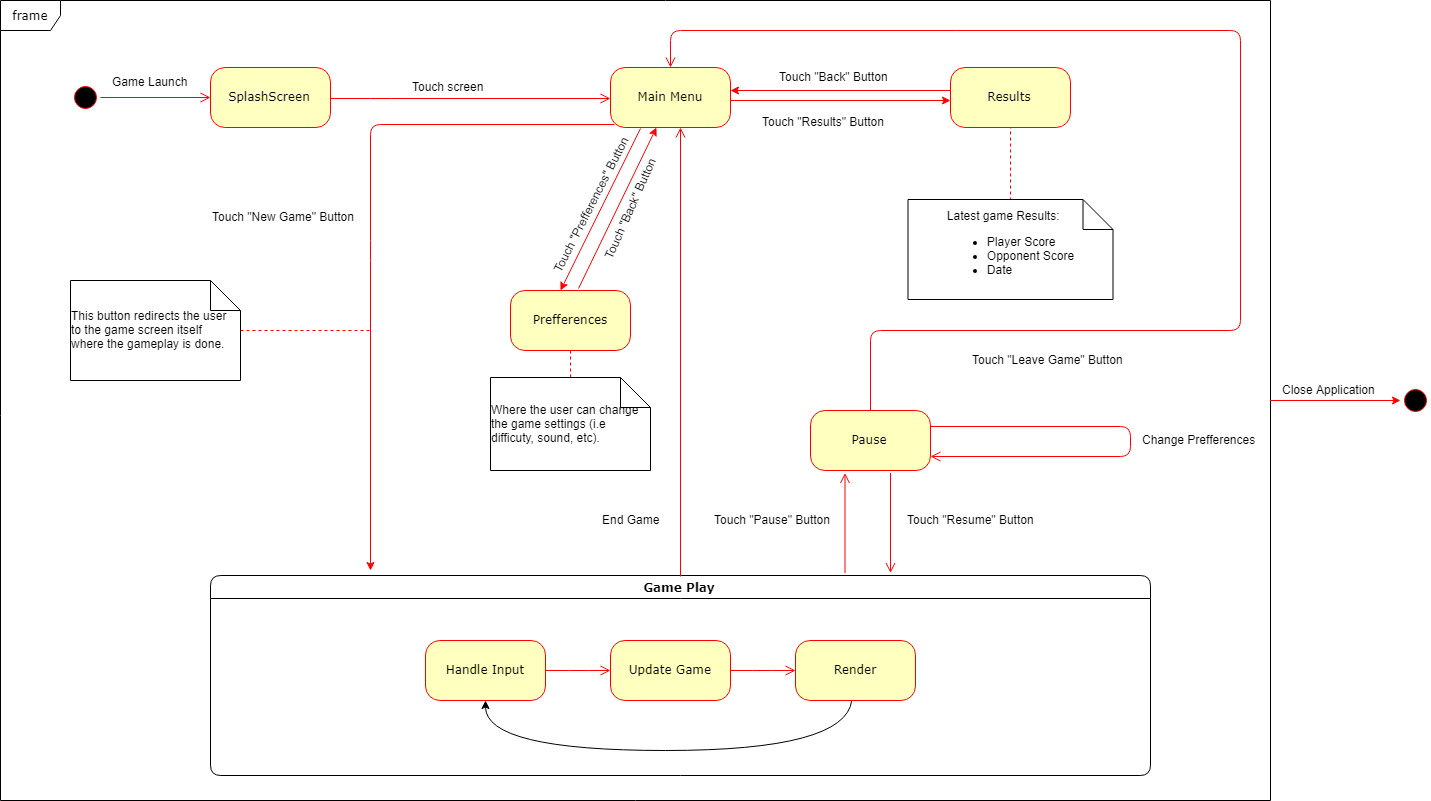 frame
Game Launch
SplashScreen
Touch screen
Main Menu
Touch "Back" Button
Touch "Results" Button
Results
Touch "New Game" Button
Touch "Prefferences" Button
Touch "Back" Button
Latest game Results:
Player Score
Opponent Score
Date
This button redirects the user
to the game screen itself
where the gameplay is done.
Prefferences
Where the user can change
the game settings (i.e
difficuty, sound, etc).
Touch "Leave Game" Button
Close Application
Pause
Change Prefferences
End Game
Touch "Pause" Button
Touch "Resume" Button
Game Play
Handle Input
Update Game
Render